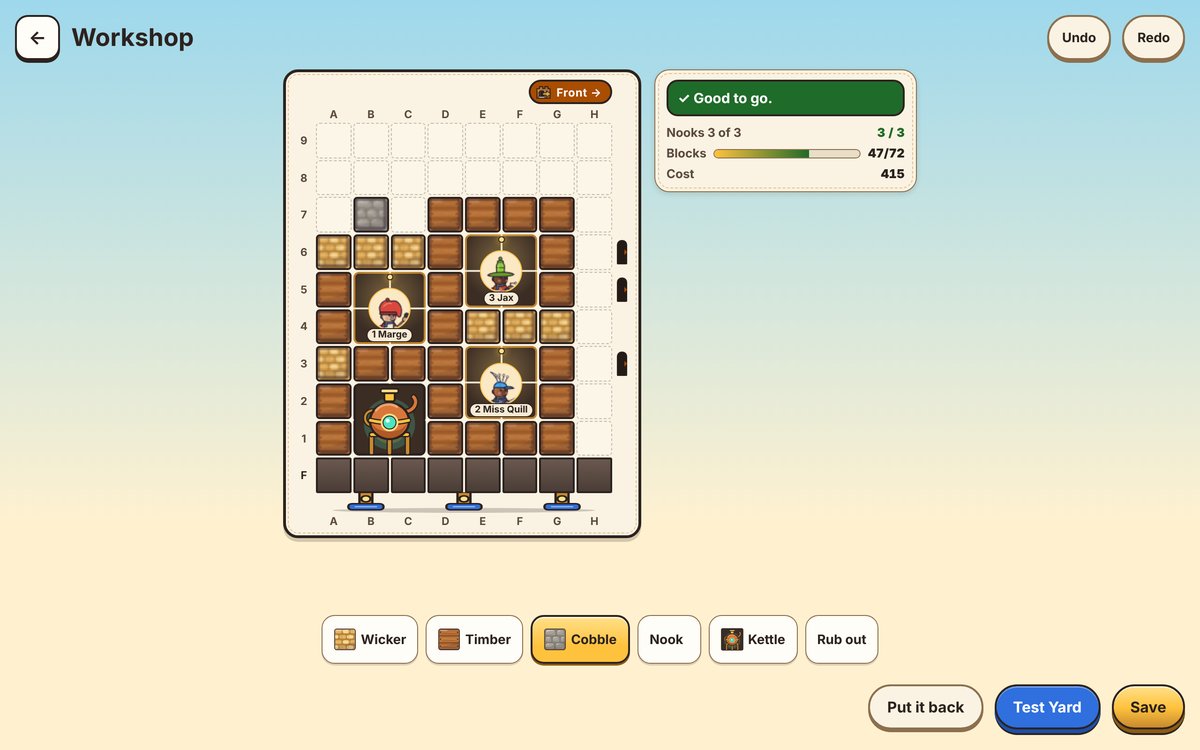 Workshop
Undo
Redo
Front →
A B C D E F G H
9
8
7
6
5
4
3
2
1
F
3 Jax
1 Marge
2 Miss Quill
A B C D E F G H
✓ Good to go.
Nooks 3 of 3 3 / 3
Blocks 47/72
Cost 415
Wicker
Timber
Cobble
Nook
Kettle
Rub out
Put it back
Test Yard
Save